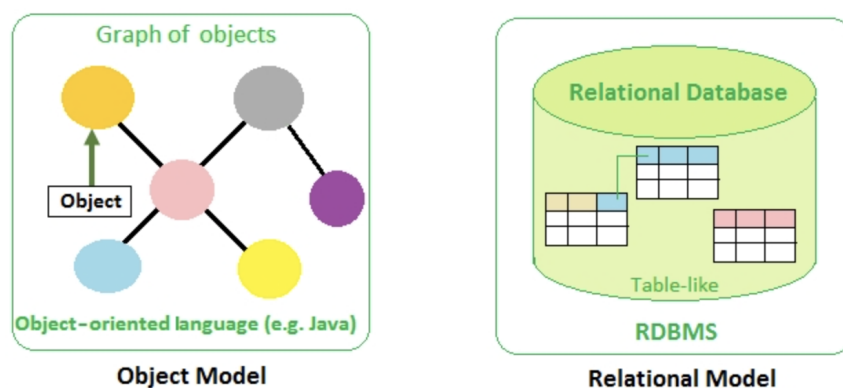 Graph of objects
Object
Object-oriented language (e.g. Java)
Object Model
Relational Database
Table-like
RDBMS
Relational Model